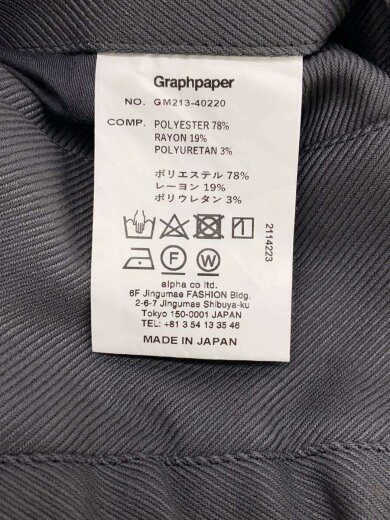 Graphpaper
NO. GM213-40220
COMP. POLYESTER 78%
RAYON 19%
POLYURETAN 3%
ポリエステル 78%
レーヨン 19%
ポリウレタン 3%
F W
2114223
alpha co ltd.
6F Jingumae FASHION Bldg.
2-6-7 Jingumae Shibuya-ku
Tokyo 150-0001 JAPAN
TEL: +81 3 54 13 35 46
MADE IN JAPAN